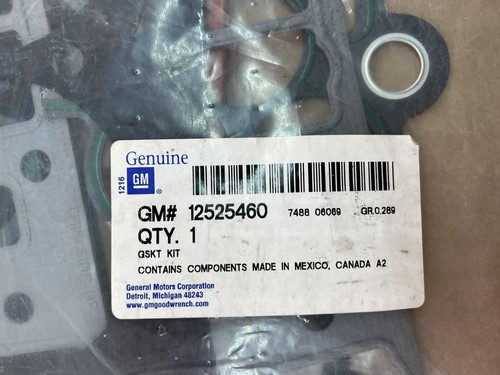 Genuine
1216
GM
®
GM# 12525460 7488 06069 GR.0.289
QTY. 1
GSKT KIT
CONTAINS COMPONENTS MADE IN MEXICO, CANADA A2
General Motors Corporation
Detroit, Michigan 48243
www.gmgoodwrench.com